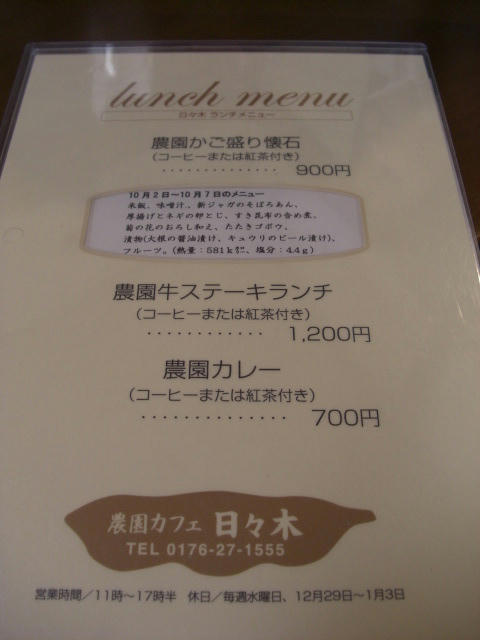 lunch menu
日々木 ランチメニュー
農園かご盛り懐石
(コーヒーまたは紅茶付き)
・・・・・・・・・・・・・・ 900円
10月2日〜10月7日のメニュー
米飯、味噌汁、新ジャガのそぼろあん、
厚揚げとネギの卵とじ、すき昆布の含め煮、
菊の花のおろし和え、たたきゴボウ、
漬物(大根の醤油漬け、キュウリのビール漬け)、
フルーツ。(熱量：581㌔㌍、塩分：4.4g)
農園牛ステーキランチ
(コーヒーまたは紅茶付き)
・・・・・・・・・・・・ 1,200円
農園カレー
(コーヒーまたは紅茶付き)
・・・・・・・・・・・・・・ 700円
農園カフェ 日々木
TEL 0176-27-1555
営業時間／11時〜17時半 休日／毎週水曜日、12月29日〜1月3日